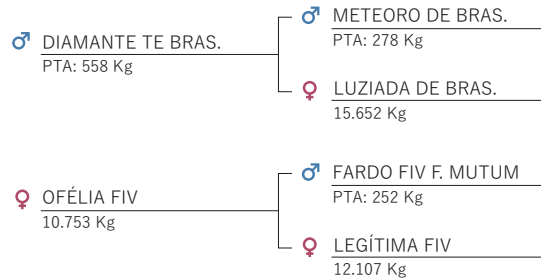 METEORO DE BRAS.
PTA: 278 Kg
DIAMANTE TE BRAS.
PTA: 558 Kg
LUZIADA DE BRAS.
15.652 Kg
FARDO FIV F. MUTUM
PTA: 252 Kg
OFÉLIA FIV
10.753 Kg
LEGÍTIMA FIV
12.107 Kg